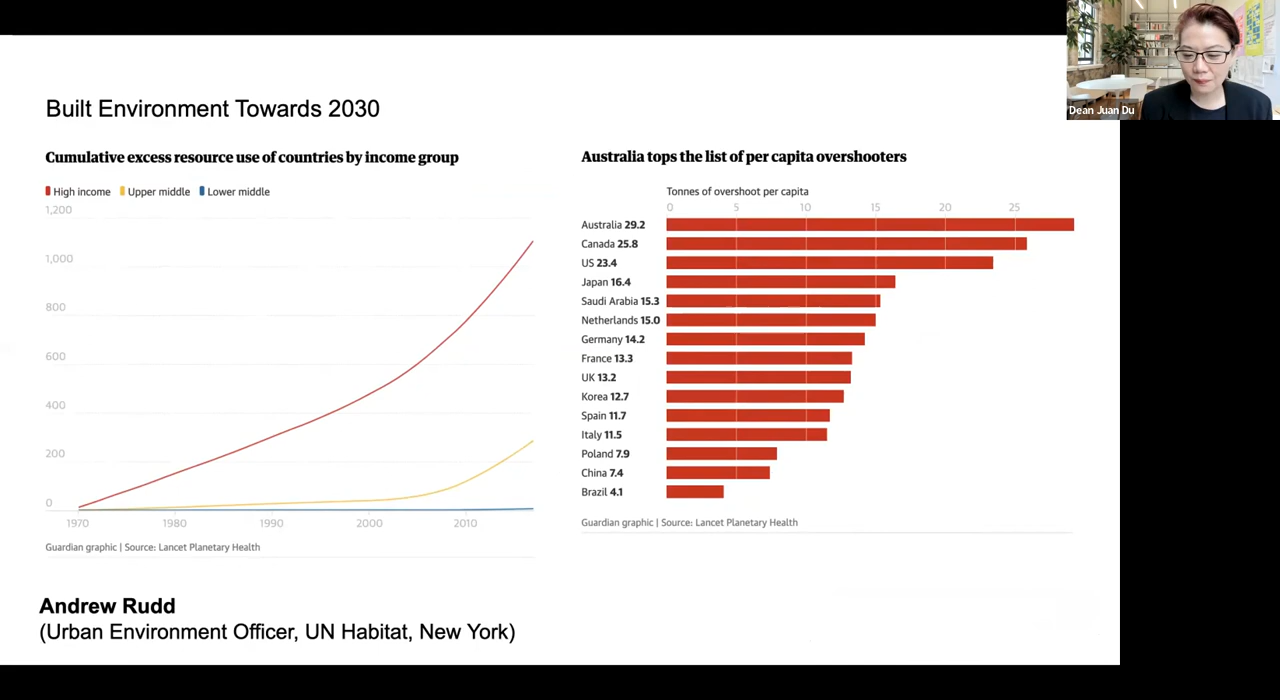 Dean Juan Du
Built Environment Towards 2030
Cumulative excess resource use of countries by income group
High income Upper middle Lower middle
1,200
1,000
800
600
400
200
0
1970 1980 1990 2000 2010
Guardian graphic | Source: Lancet Planetary Health
Australia tops the list of per capita overshooters
Tonnes of overshoot per capita
0 5 10 15 20 25
Australia 29.2
Canada 25.8
US 23.4
Japan 16.4
Saudi Arabia 15.3
Netherlands 15.0
Germany 14.2
France 13.3
UK 13.2
Korea 12.7
Spain 11.7
Italy 11.5
Poland 7.9
China 7.4
Brazil 4.1
Guardian graphic | Source: Lancet Planetary Health
Andrew Rudd
(Urban Environment Officer, UN Habitat, New York)